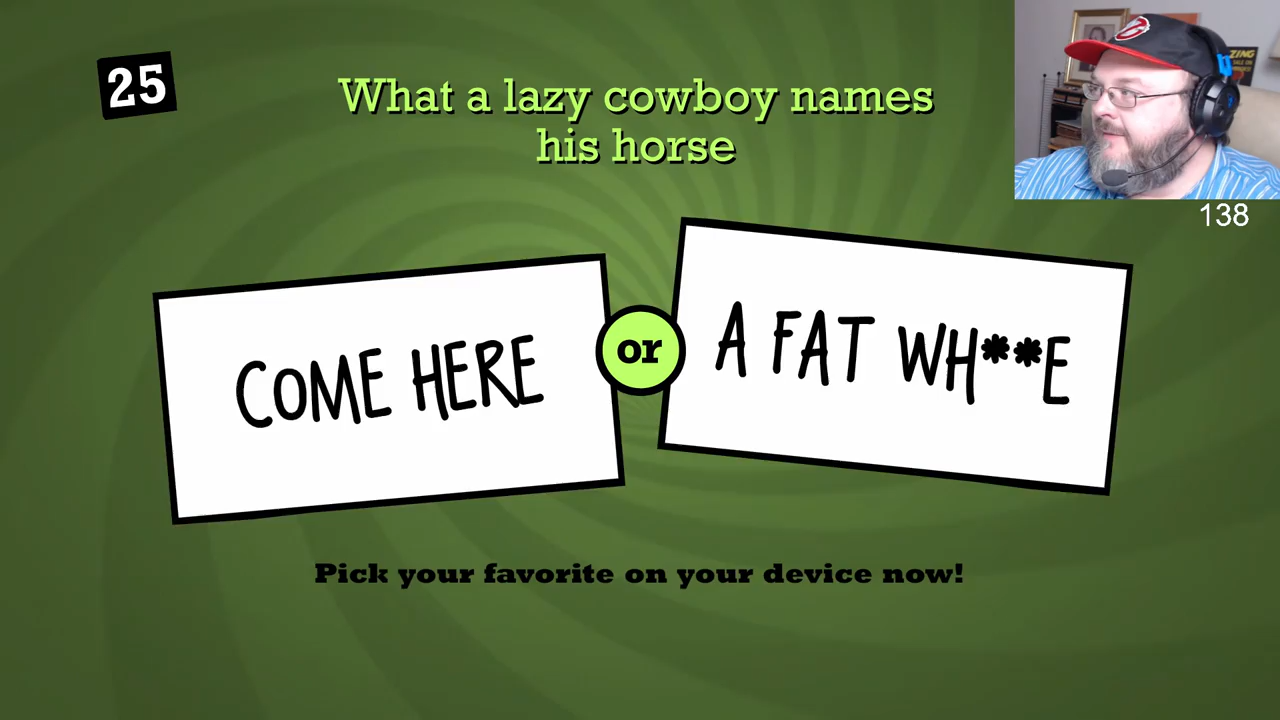 25
What a lazy cowboy names
his horse
ZING
138
COME HERE
or
A FAT WH**E
Pick your favorite on your device now!